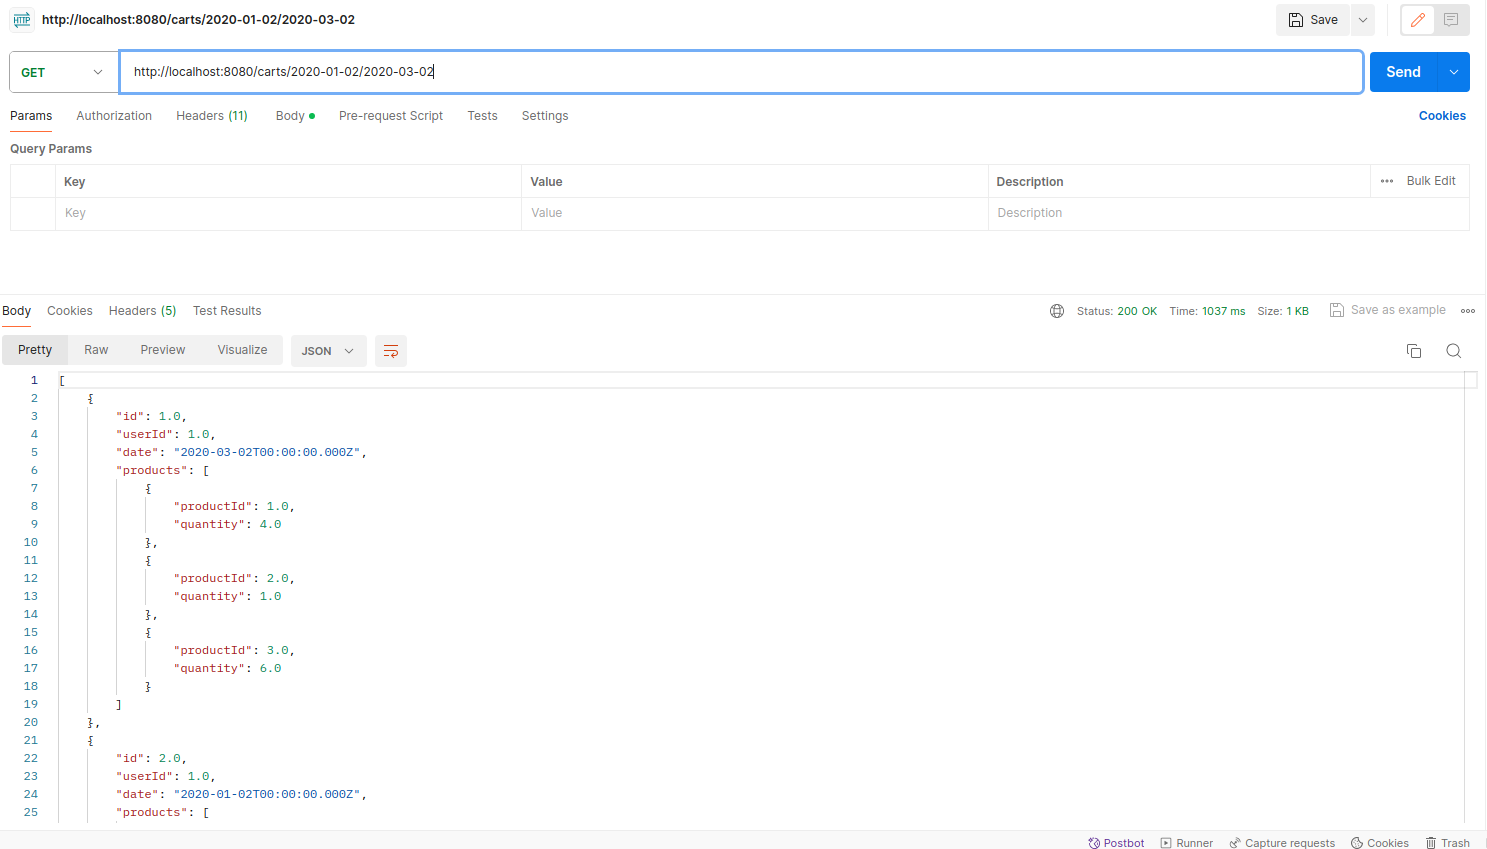 HTTP http://localhost:8080/carts/2020-01-02/2020-03-02 Save
GET http://localhost:8080/carts/2020-01-02/2020-03-02 Send
Params Authorization Headers (11) Body Pre-request Script Tests Settings Cookies
Query Params
Key Value Description Bulk Edit
Key Value Description
Body Cookies Headers (5) Test Results Status: 200 OK Time: 1037 ms Size: 1 KB Save as example
Pretty Raw Preview Visualize JSON
1 [
2 {
3 "id": 1.0,
4 "userId": 1.0,
5 "date": "2020-03-02T00:00:00.000Z",
6 "products": [
7 {
8 "productId": 1.0,
9 "quantity": 4.0
10 },
11 {
12 "productId": 2.0,
13 "quantity": 1.0
14 },
15 {
16 "productId": 3.0,
17 "quantity": 6.0
18 }
19 ]
20 },
21 {
22 "id": 2.0,
23 "userId": 1.0,
24 "date": "2020-01-02T00:00:00.000Z",
25 "products": [
Postbot Runner Capture requests Cookies Trash